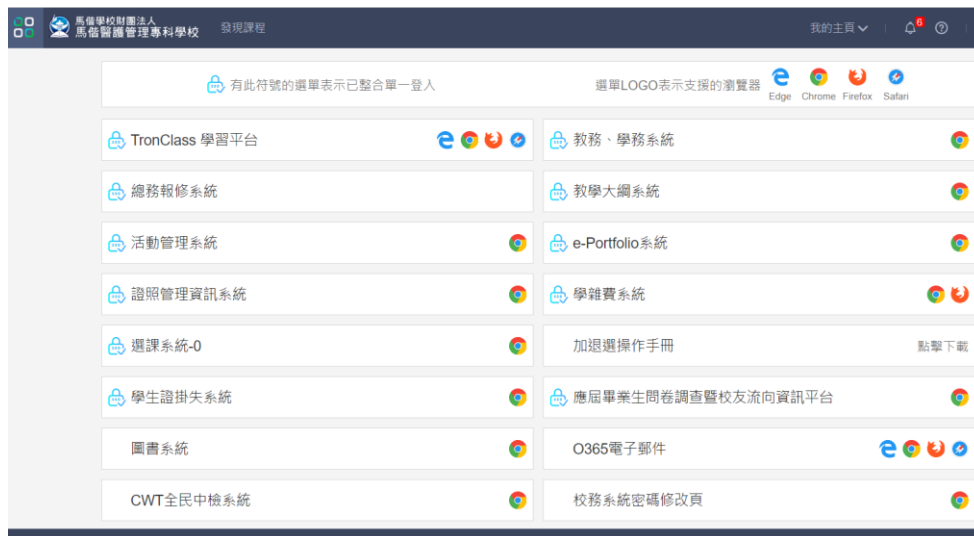 馬偕學校財團法人
馬偕醫護管理專科學校
發現課程
我的主頁
6
有此符號的選單表示已整合單一登入
選單LOGO表示支援的瀏覽器
Edge Chrome Firefox Safari
TronClass 學習平台
教務、學務系統
總務報修系統
教學大綱系統
活動管理系統
e-Portfolio系統
證照管理資訊系統
學雜費系統
選課系統-0
加退選操作手冊 點擊下載
學生證掛失系統
應屆畢業生問卷調查暨校友流向資訊平台
圖書系統
O365電子郵件
CWT全民中檢系統
校務系統密碼修改頁